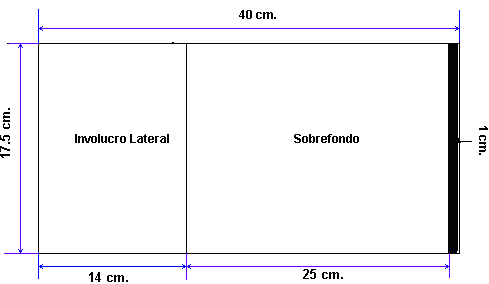 40 cm.
17.5 cm.
Involucro Lateral
Sobrefondo
1 cm.
14 cm.
25 cm.